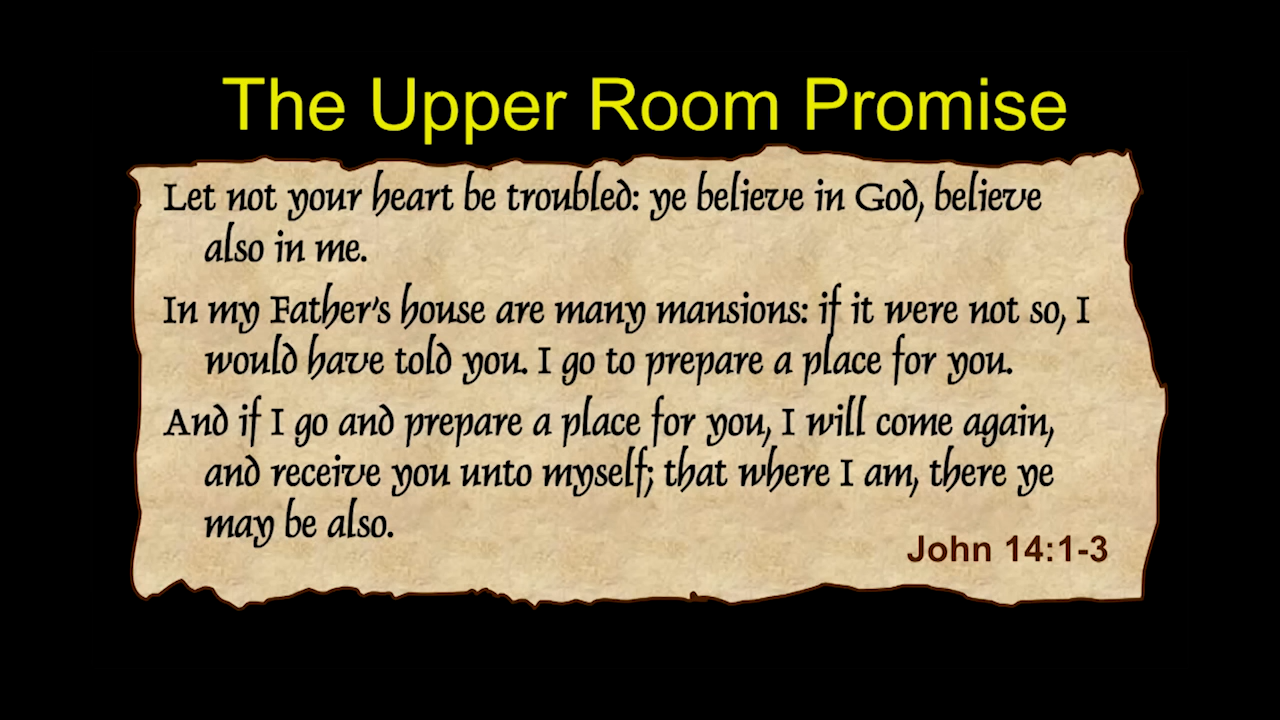 The Upper Room Promise
Let not your heart be troubled: ye believe in God, believe
also in me.
In my Father's house are many mansions: if it were not so, I
would have told you. I go to prepare a place for you.
And if I go and prepare a place for you, I will come again,
and receive you unto myself; that where I am, there ye
may be also.
John 14:1-3